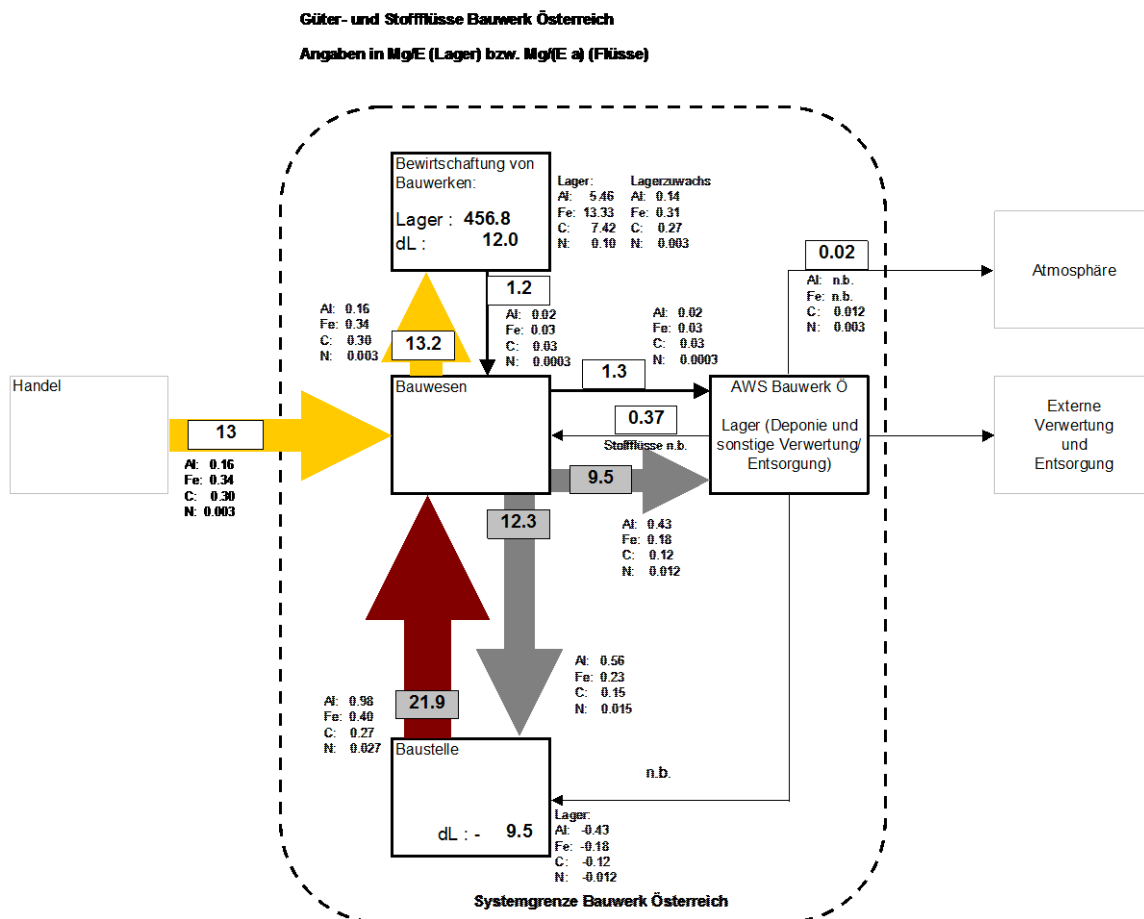 Güter- und Stoffflüsse Bauwerk Österreich
Angaben in Mg/E (Lager) bzw. Mg/(E a) (Flüsse)
Bewirtschaftung von
Bauwerken:
Lager : 456.8
dL : 12.0
Lager: Lagerzuwachs
Al: 5.46 Al: 0.14
Fe: 13.33 Fe: 0.31
C: 7.42 C: 0.27
N: 0.10 N: 0.003
0.02
Al: n.b.
Fe: n.b.
C: 0.012
N: 0.003
Atmosphäre
1.2
Al: 0.02
Fe: 0.03
C: 0.03
N: 0.0003
Al: 0.16
Fe: 0.34
C: 0.30
N: 0.003
13.2
Al: 0.02
Fe: 0.03
C: 0.03
N: 0.0003
Handel
13
Al: 0.16
Fe: 0.34
C: 0.30
N: 0.003
Bauwesen
1.3
0.37
Stoffflüsse n.b.
9.5
Al: 0.43
Fe: 0.18
C: 0.12
N: 0.012
AWS Bauwerk Ö
Lager (Deponie und
sonstige Verwertung/
Entsorgung)
Externe
Verwertung
und
Entsorgung
12.3
Al: 0.56
Fe: 0.23
C: 0.15
N: 0.015
21.9
Al: 0.98
Fe: 0.40
C: 0.27
N: 0.027
Baustelle
dL : - 9.5
n.b.
Lager:
Al: -0.43
Fe: -0.18
C: -0.12
N: -0.012
Systemgrenze Bauwerk Österreich